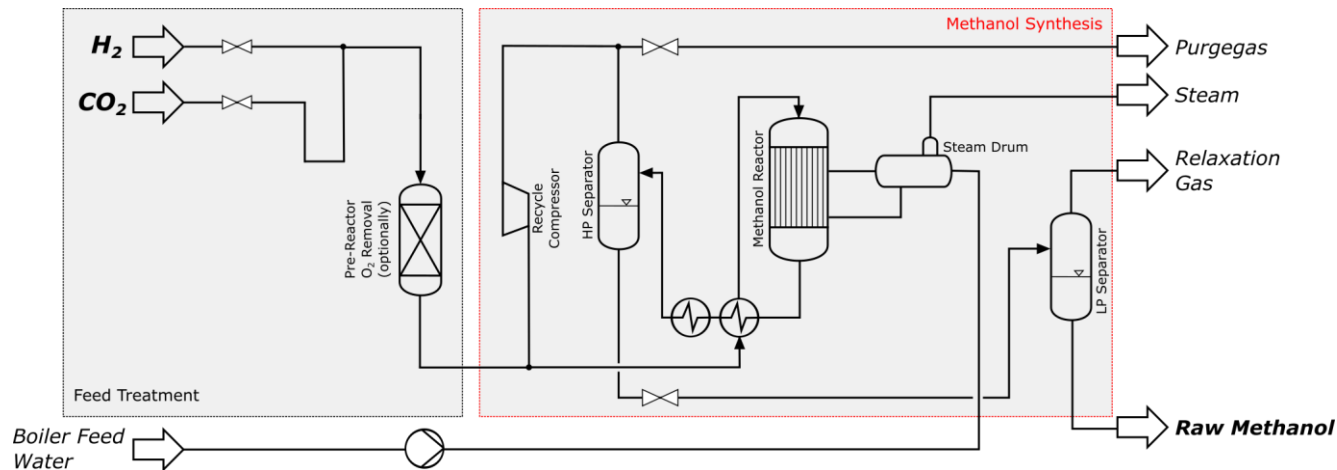 Methanol Synthesis
H₂
CO₂
Purgegas
Steam
Relaxation
Gas
Steam Drum
Pre-Reactor
O₂ Removal
(optionally)
Recycle
Compressor
HP Separator
Methanol Reactor
LP Separator
Feed Treatment
Boiler Feed
Water
Raw Methanol